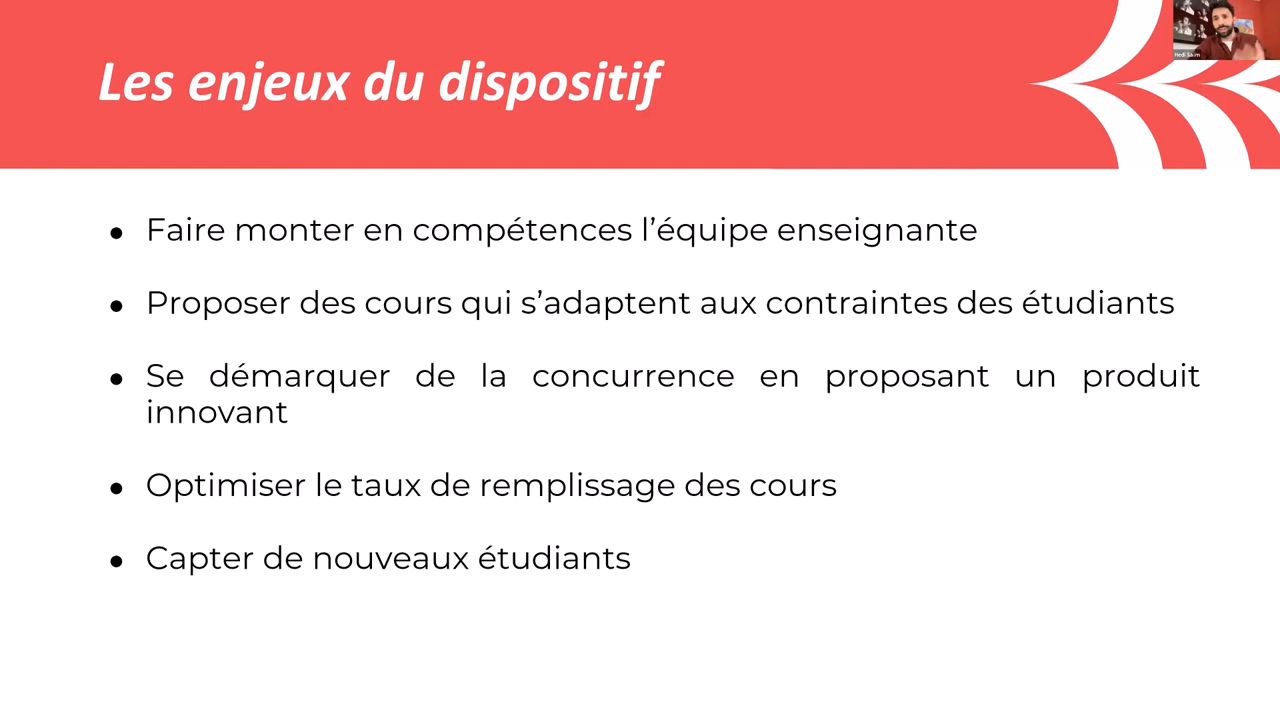 Les enjeux du dispositif
● Faire monter en compétences l’équipe enseignante
● Proposer des cours qui s’adaptent aux contraintes des étudiants
● Se démarquer de la concurrence en proposant un produit
innovant
● Optimiser le taux de remplissage des cours
● Capter de nouveaux étudiants